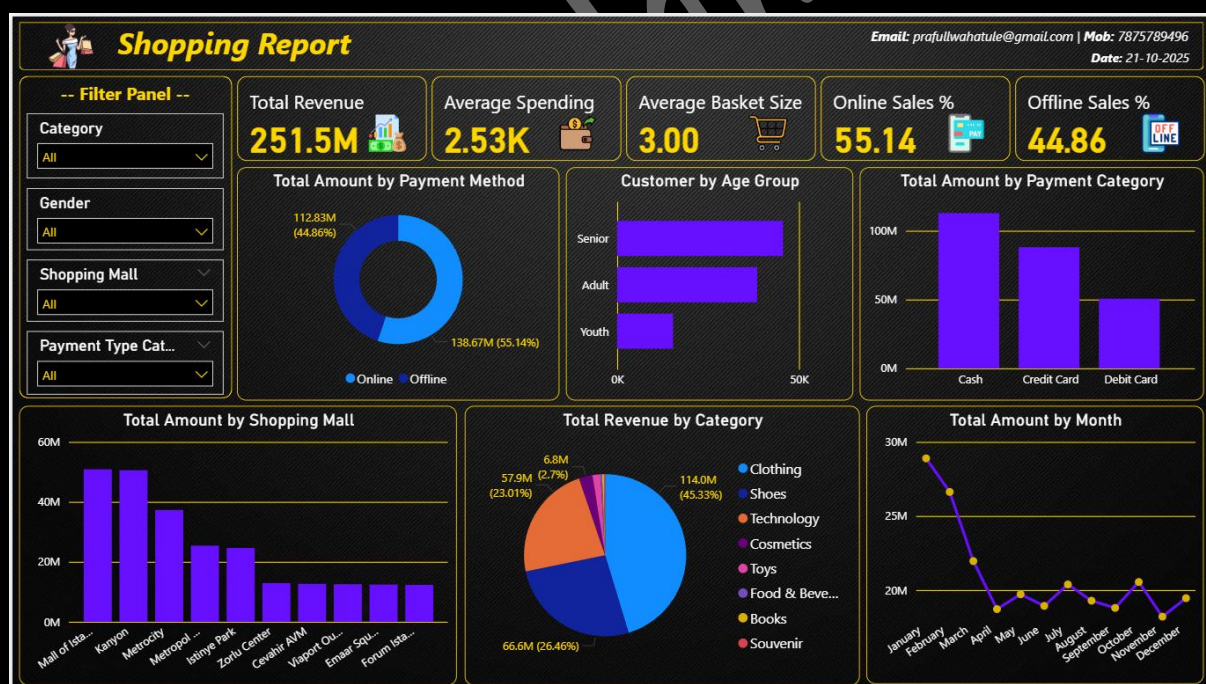 Shopping Report
Email: prafullwahatule@gmail.com | Mob: 7875789496
Date: 21-10-2025
-- Filter Panel --
Category
All
Gender
All
Shopping Mall
All
Payment Type Cat...
All
Total Revenue
251.5M
Average Spending
2.53K
Average Basket Size
3.00
Online Sales %
55.14
PAY
Offline Sales %
44.86
OFF
LINE
Total Amount by Payment Method
112.83M
(44.86%)
138.67M (55.14%)
Online Offline
Customer by Age Group
Senior
Adult
Youth
0K 50K
Total Amount by Payment Category
100M
50M
0M
Cash Credit Card Debit Card
Total Amount by Shopping Mall
60M
40M
20M
0M
Mall of Ista...
Kanyon
Metrocity
Metropol ...
Istinye Park
Zorlu Center
Cevahir AVM
Viaport Ou...
Emaar Squ...
Forum Ista...
Total Revenue by Category
6.8M
(2.7%)
57.9M
(23.01%)
114.0M
(45.33%)
66.6M (26.46%)
Clothing
Shoes
Technology
Cosmetics
Toys
Food & Beve...
Books
Souvenir
Total Amount by Month
30M
25M
20M
January
February
March
April
May
June
July
August
September
October
November
December